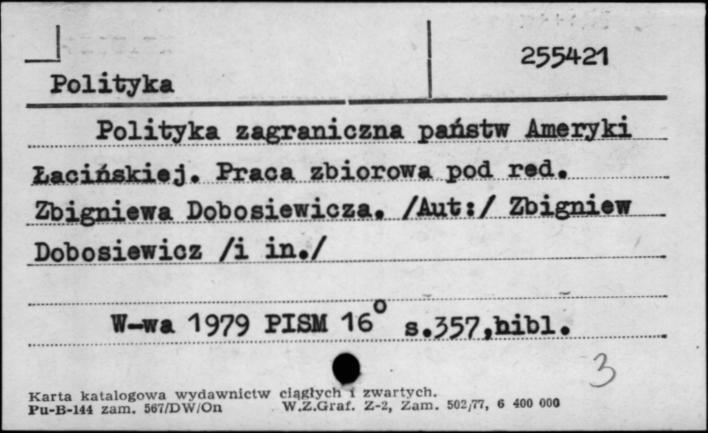 255421
Polityka
Polityka zagraniczna państw Ameryki
Łacińskiej. Praca zbiorowa pod red.
Zbigniewa Dobosiewicza. /Aut:/ Zbigniew
Dobosiewicz /i in./
W-wa 1979 PISM 16° s.357,bibl.
3
Karta katalogowa wydawnictw ciągłych i zwartych.
Pu-B-144 zam. 567/DW/On W.Z.Graf. Z-2, Zam. 502/77, 6 400 000